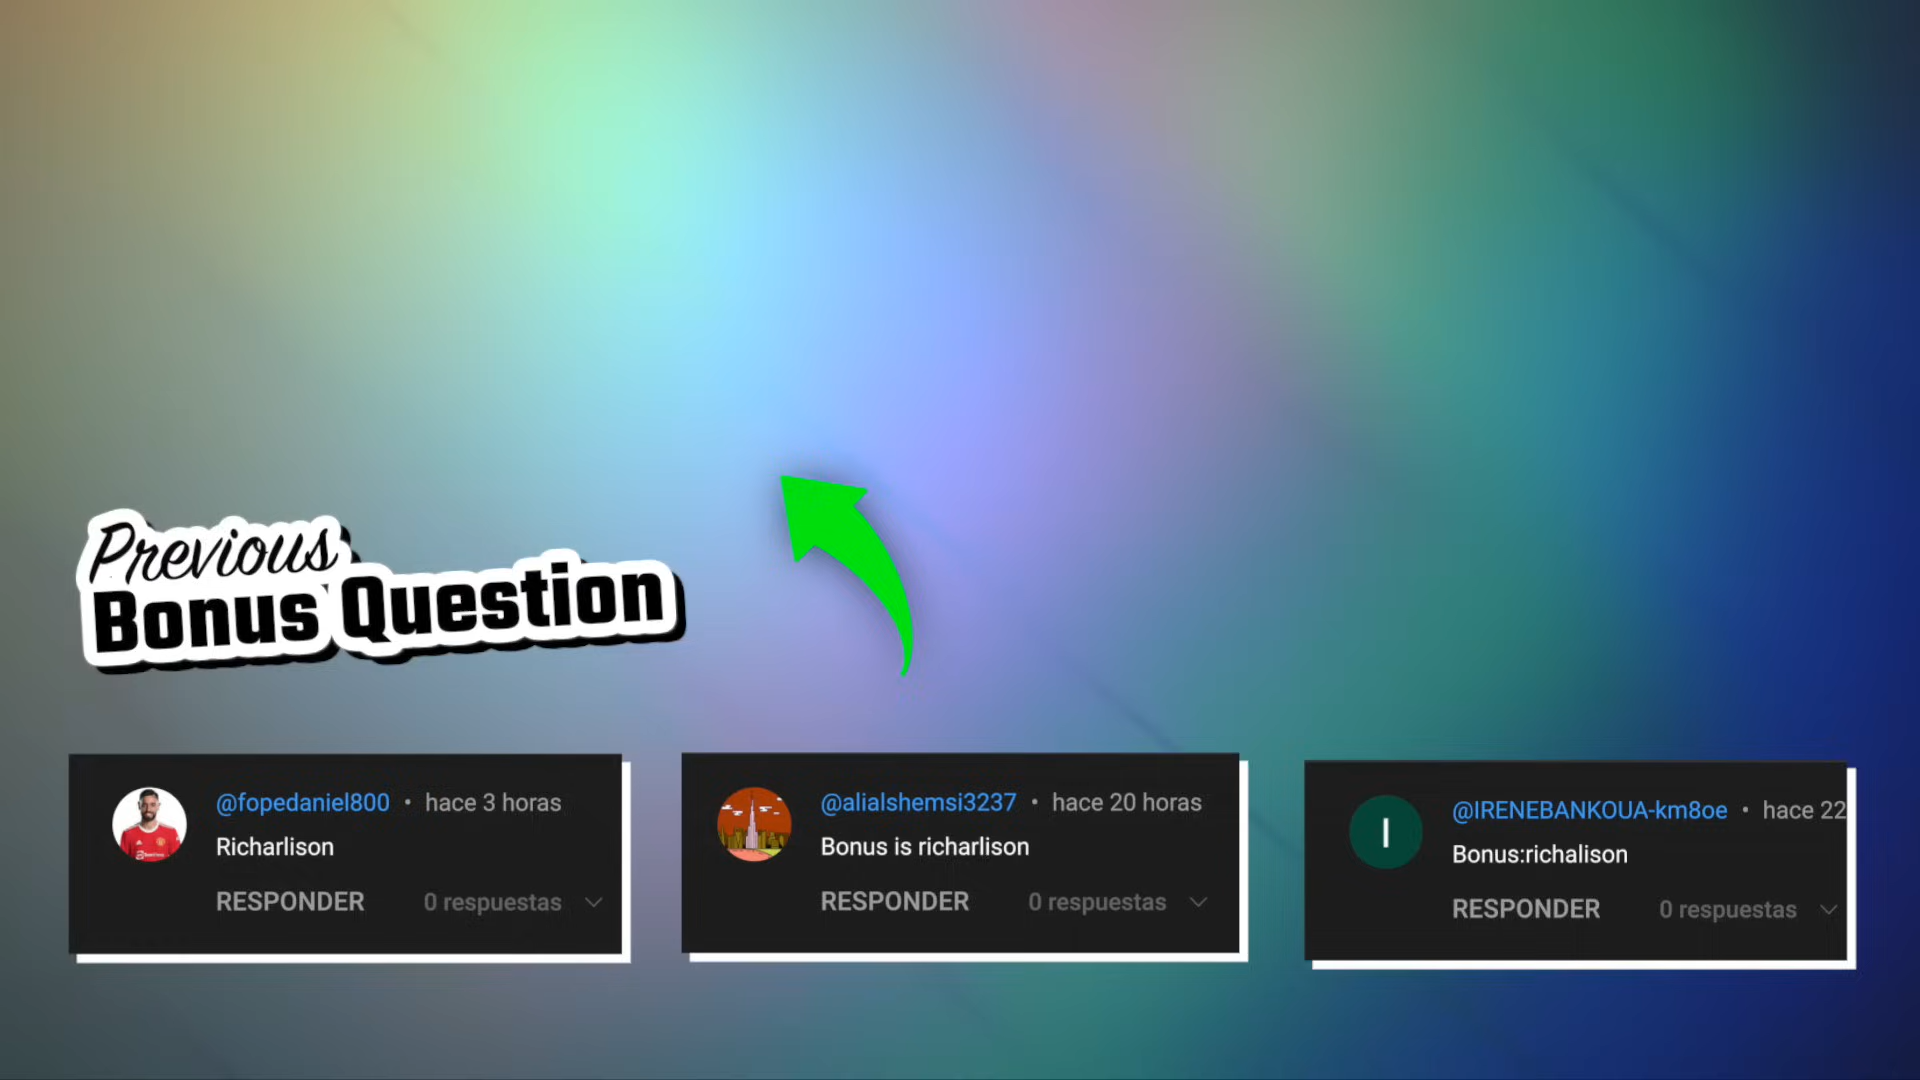 Previous
Bonus Question
@fopedaniel800 • hace 3 horas
Richarlison
RESPONDER 0 respuestas
@alialshemsi3237 • hace 20 horas
Bonus is richarlison
RESPONDER 0 respuestas
I
@IRENEBANKOUA-km8oe • hace 22
Bonus:richalison
RESPONDER 0 respuestas